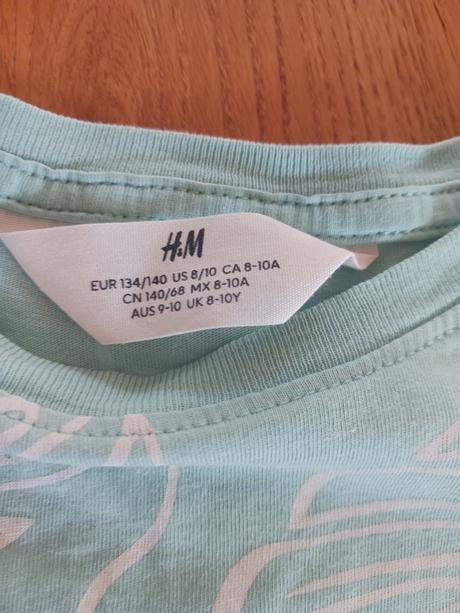 H&M
EUR 134/140 US 8/10 CA 8-10A
CN 140/68 MX 8-10A
AUS 9-10 UK 8-10Y